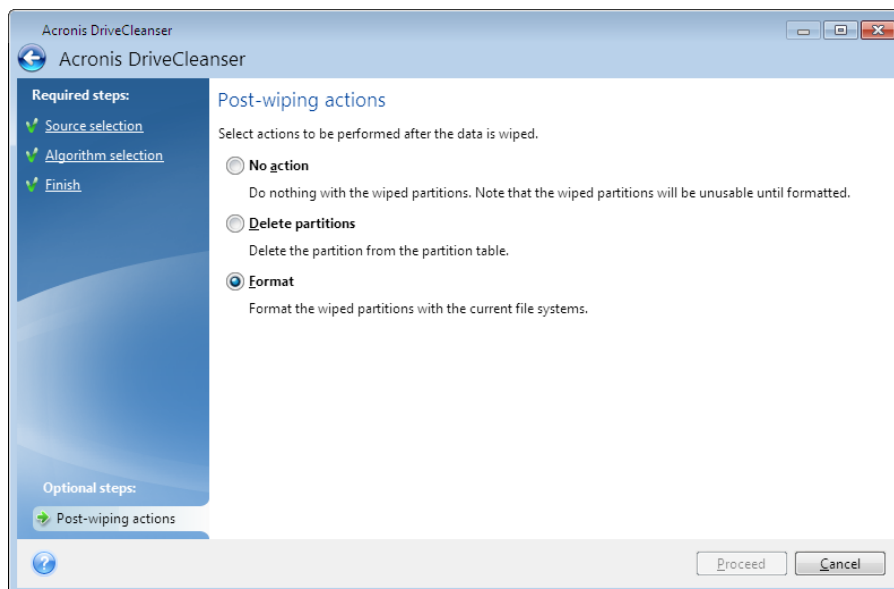 Acronis DriveCleanser
Acronis DriveCleanser
Required steps:
Source selection
Algorithm selection
Finish
Optional steps:
Post-wiping actions
Post-wiping actions
Select actions to be performed after the data is wiped.
No action
Do nothing with the wiped partitions. Note that the wiped partitions will be unusable until formatted.
Delete partitions
Delete the partition from the partition table.
Format
Format the wiped partitions with the current file systems.
Proceed
Cancel